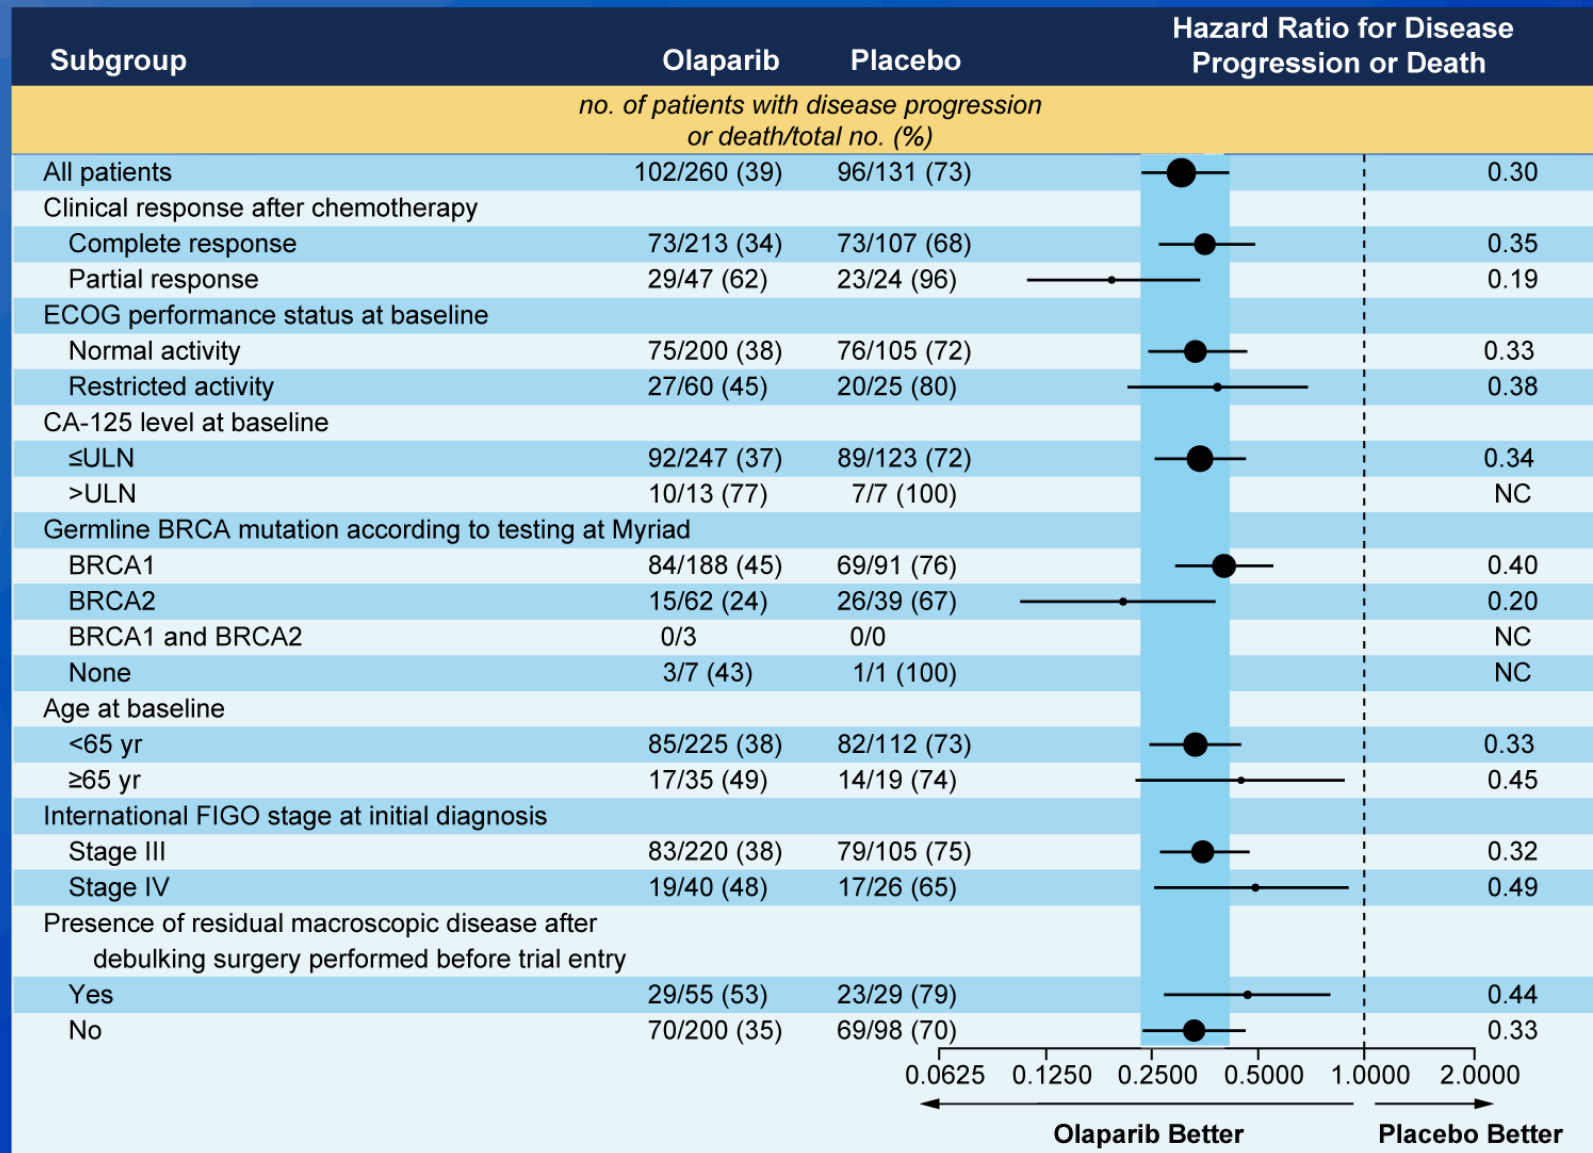 Subgroup Olaparib Placebo Hazard Ratio for Disease
Progression or Death
no. of patients with disease progression
or death/total no. (%)
All patients 102/260 (39) 96/131 (73) 0.30
Clinical response after chemotherapy
Complete response 73/213 (34) 73/107 (68) 0.35
Partial response 29/47 (62) 23/24 (96) 0.19
ECOG performance status at baseline
Normal activity 75/200 (38) 76/105 (72) 0.33
Restricted activity 27/60 (45) 20/25 (80) 0.38
CA-125 level at baseline
≤ULN 92/247 (37) 89/123 (72) 0.34
>ULN 10/13 (77) 7/7 (100) NC
Germline BRCA mutation according to testing at Myriad
BRCA1 84/188 (45) 69/91 (76) 0.40
BRCA2 15/62 (24) 26/39 (67) 0.20
BRCA1 and BRCA2 0/3 0/0 NC
None 3/7 (43) 1/1 (100) NC
Age at baseline
<65 yr 85/225 (38) 82/112 (73) 0.33
≥65 yr 17/35 (49) 14/19 (74) 0.45
International FIGO stage at initial diagnosis
Stage III 83/220 (38) 79/105 (75) 0.32
Stage IV 19/40 (48) 17/26 (65) 0.49
Presence of residual macroscopic disease after
debulking surgery performed before trial entry
Yes 29/55 (53) 23/29 (79) 0.44
No 70/200 (35) 69/98 (70) 0.33
0.0625 0.1250 0.2500 0.5000 1.0000 2.0000
Olaparib Better Placebo Better